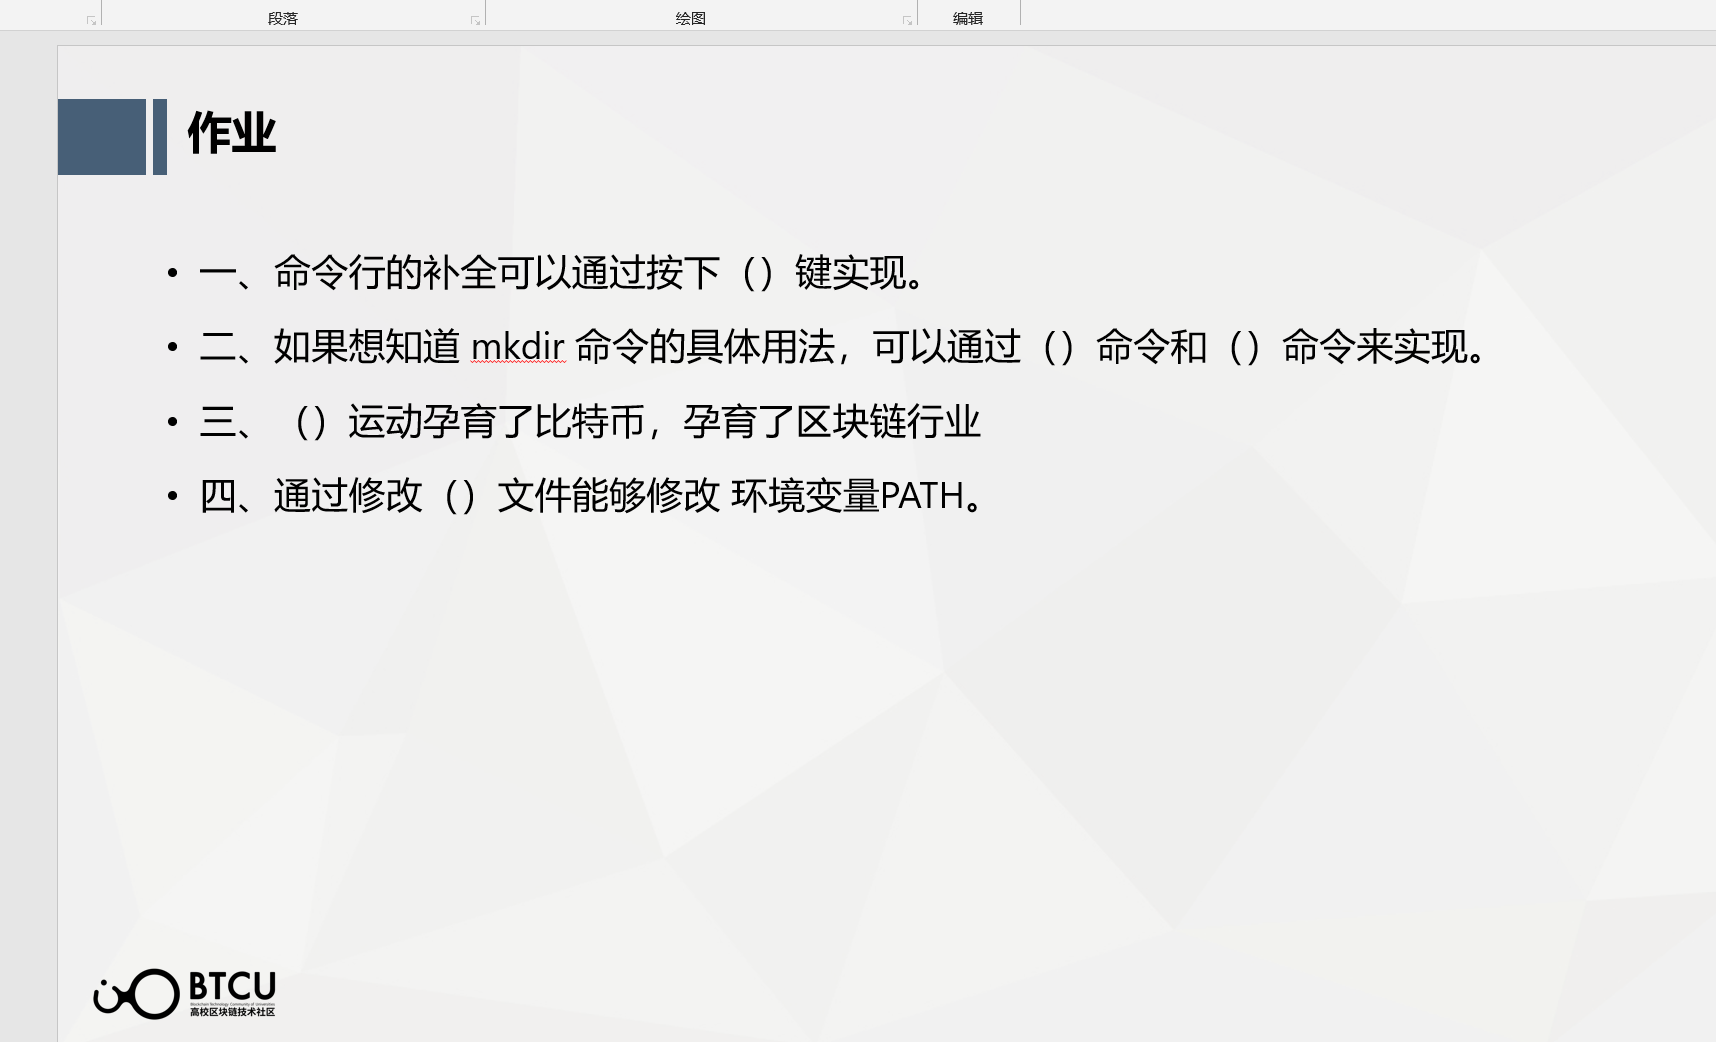 段落 绘图 编辑
作业
• 一、命令行的补全可以通过按下（）键实现。
• 二、如果想知道 mkdir 命令的具体用法，可以通过（）命令和（）命令来实现。
• 三、（）运动孕育了比特币，孕育了区块链行业
• 四、通过修改（）文件能够修改 环境变量PATH。
BTCU
Blockchain Technology Community of Universities
高校区块链技术社区